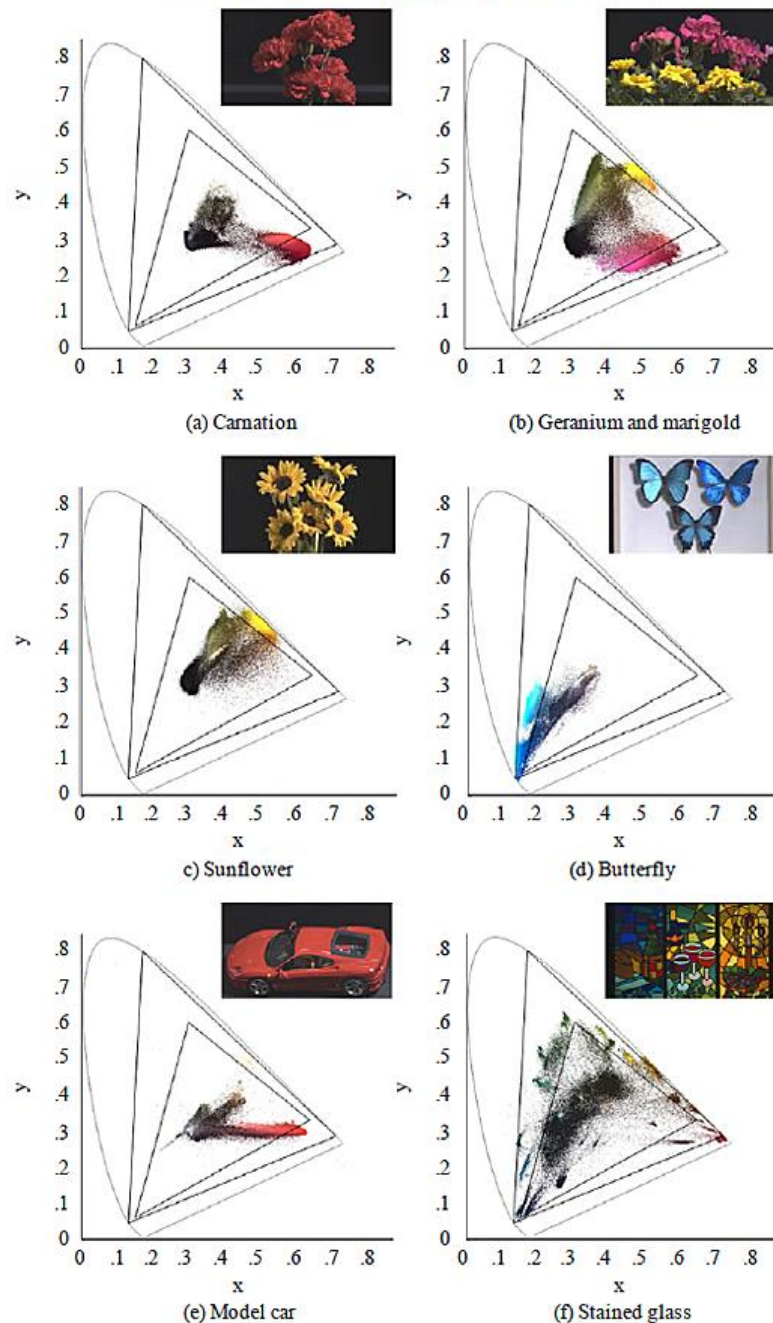 .8
.7
.6
.5
y
.4
.3
.2
.1
0
0 .1 .2 .3 .4 .5 .6 .7 .8
x
(a) Carnation
.8
.7
.6
.5
y
.4
.3
.2
.1
0
0 .1 .2 .3 .4 .5 .6 .7 .8
x
(b) Geranium and marigold
.8
.7
.6
.5
y
.4
.3
.2
.1
0
0 .1 .2 .3 .4 .5 .6 .7 .8
x
c) Sunflower
.8
.7
.6
.5
y
.4
.3
.2
.1
0
0 .1 .2 .3 .4 .5 .6 .7 .8
x
(d) Butterfly
.8
.7
.6
.5
y
.4
.3
.2
.1
0
0 .1 .2 .3 .4 .5 .6 .7 .8
x
(e) Model car
.8
.7
.6
.5
y
.4
.3
.2
.1
0
0 .1 .2 .3 .4 .5 .6 .7 .8
x
(f) Stained glass